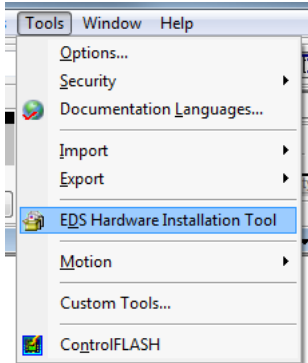 Tools Window Help
Options...
Security
Documentation Languages...
Import
Export
EDS Hardware Installation Tool
Motion
Custom Tools...
ControlFLASH